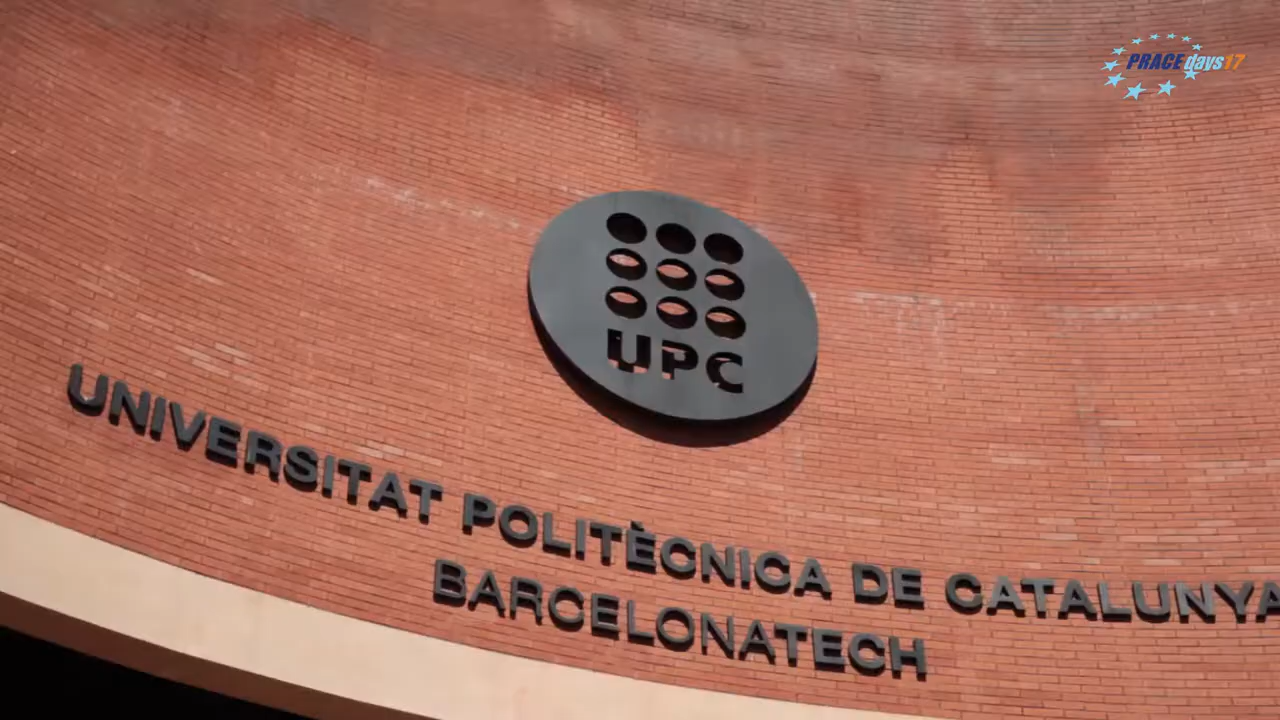 PRACEdays17
UPC
UNIVERSITAT POLITÈCNICA DE CATALUNYA
BARCELONATECH